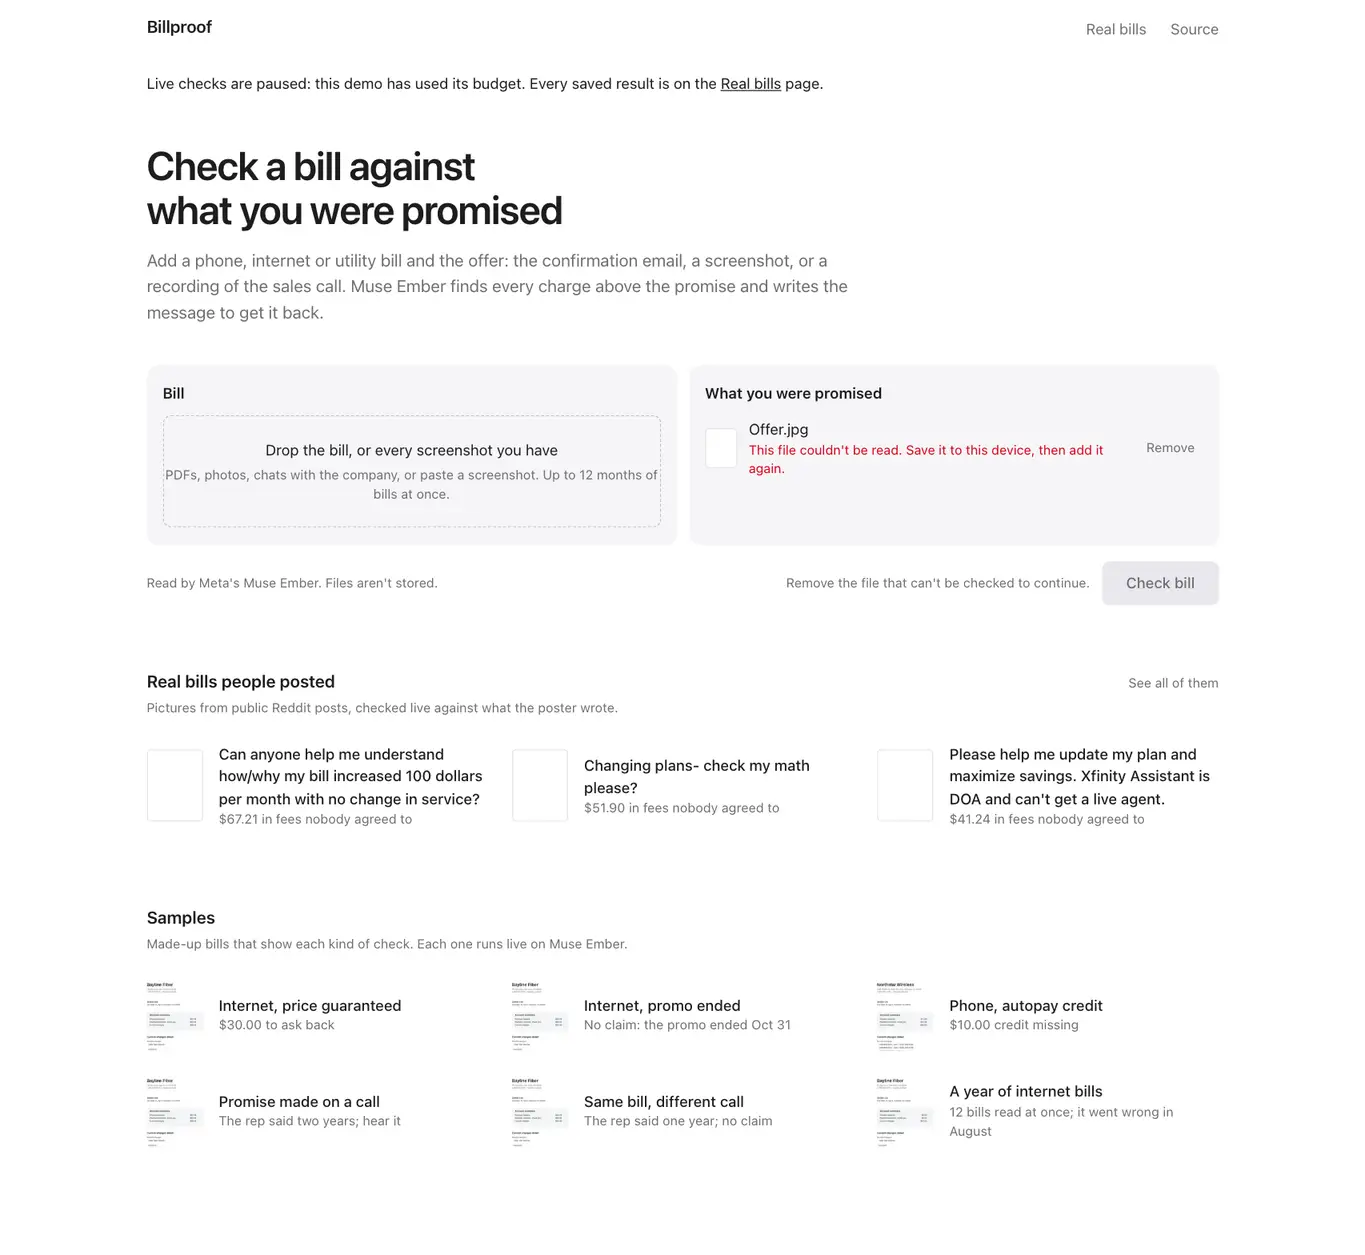 Billproof
Real bills
Source
Live checks are paused: this demo has used its budget. Every saved result is on the Real bills page.
Check a bill against
what you were promised
Add a phone, internet or utility bill and the offer: the confirmation email, a screenshot, or a
recording of the sales call. Muse Ember finds every charge above the promise and writes the
message to get it back.
Bill
Drop the bill, or every screenshot you have
PDFs, photos, chats with the company, or paste a screenshot. Up to 12 months of
bills at once.
What you were promised
Offer.jpg
This file couldn't be read. Save it to this device, then add it
again.
Remove
Read by Meta's Muse Ember. Files aren't stored.
Remove the file that can't be checked to continue.
Check bill
Real bills people posted
See all of them
Pictures from public Reddit posts, checked live against what the poster wrote.
Can anyone help me understand
how/why my bill increased 100 dollars
per month with no change in service?
$67.21 in fees nobody agreed to
Changing plans- check my math
please?
$51.90 in fees nobody agreed to
Please help me update my plan and
maximize savings. Xfinity Assistant is
DOA and can't get a live agent.
$41.24 in fees nobody agreed to
Samples
Made-up bills that show each kind of check. Each one runs live on Muse Ember.
Internet, price guaranteed
$30.00 to ask back
Internet, promo ended
No claim: the promo ended Oct 31
Phone, autopay credit
$10.00 credit missing
Promise made on a call
The rep said two years; hear it
Same bill, different call
The rep said one year; no claim
A year of internet bills
12 bills read at once; it went wrong in
August